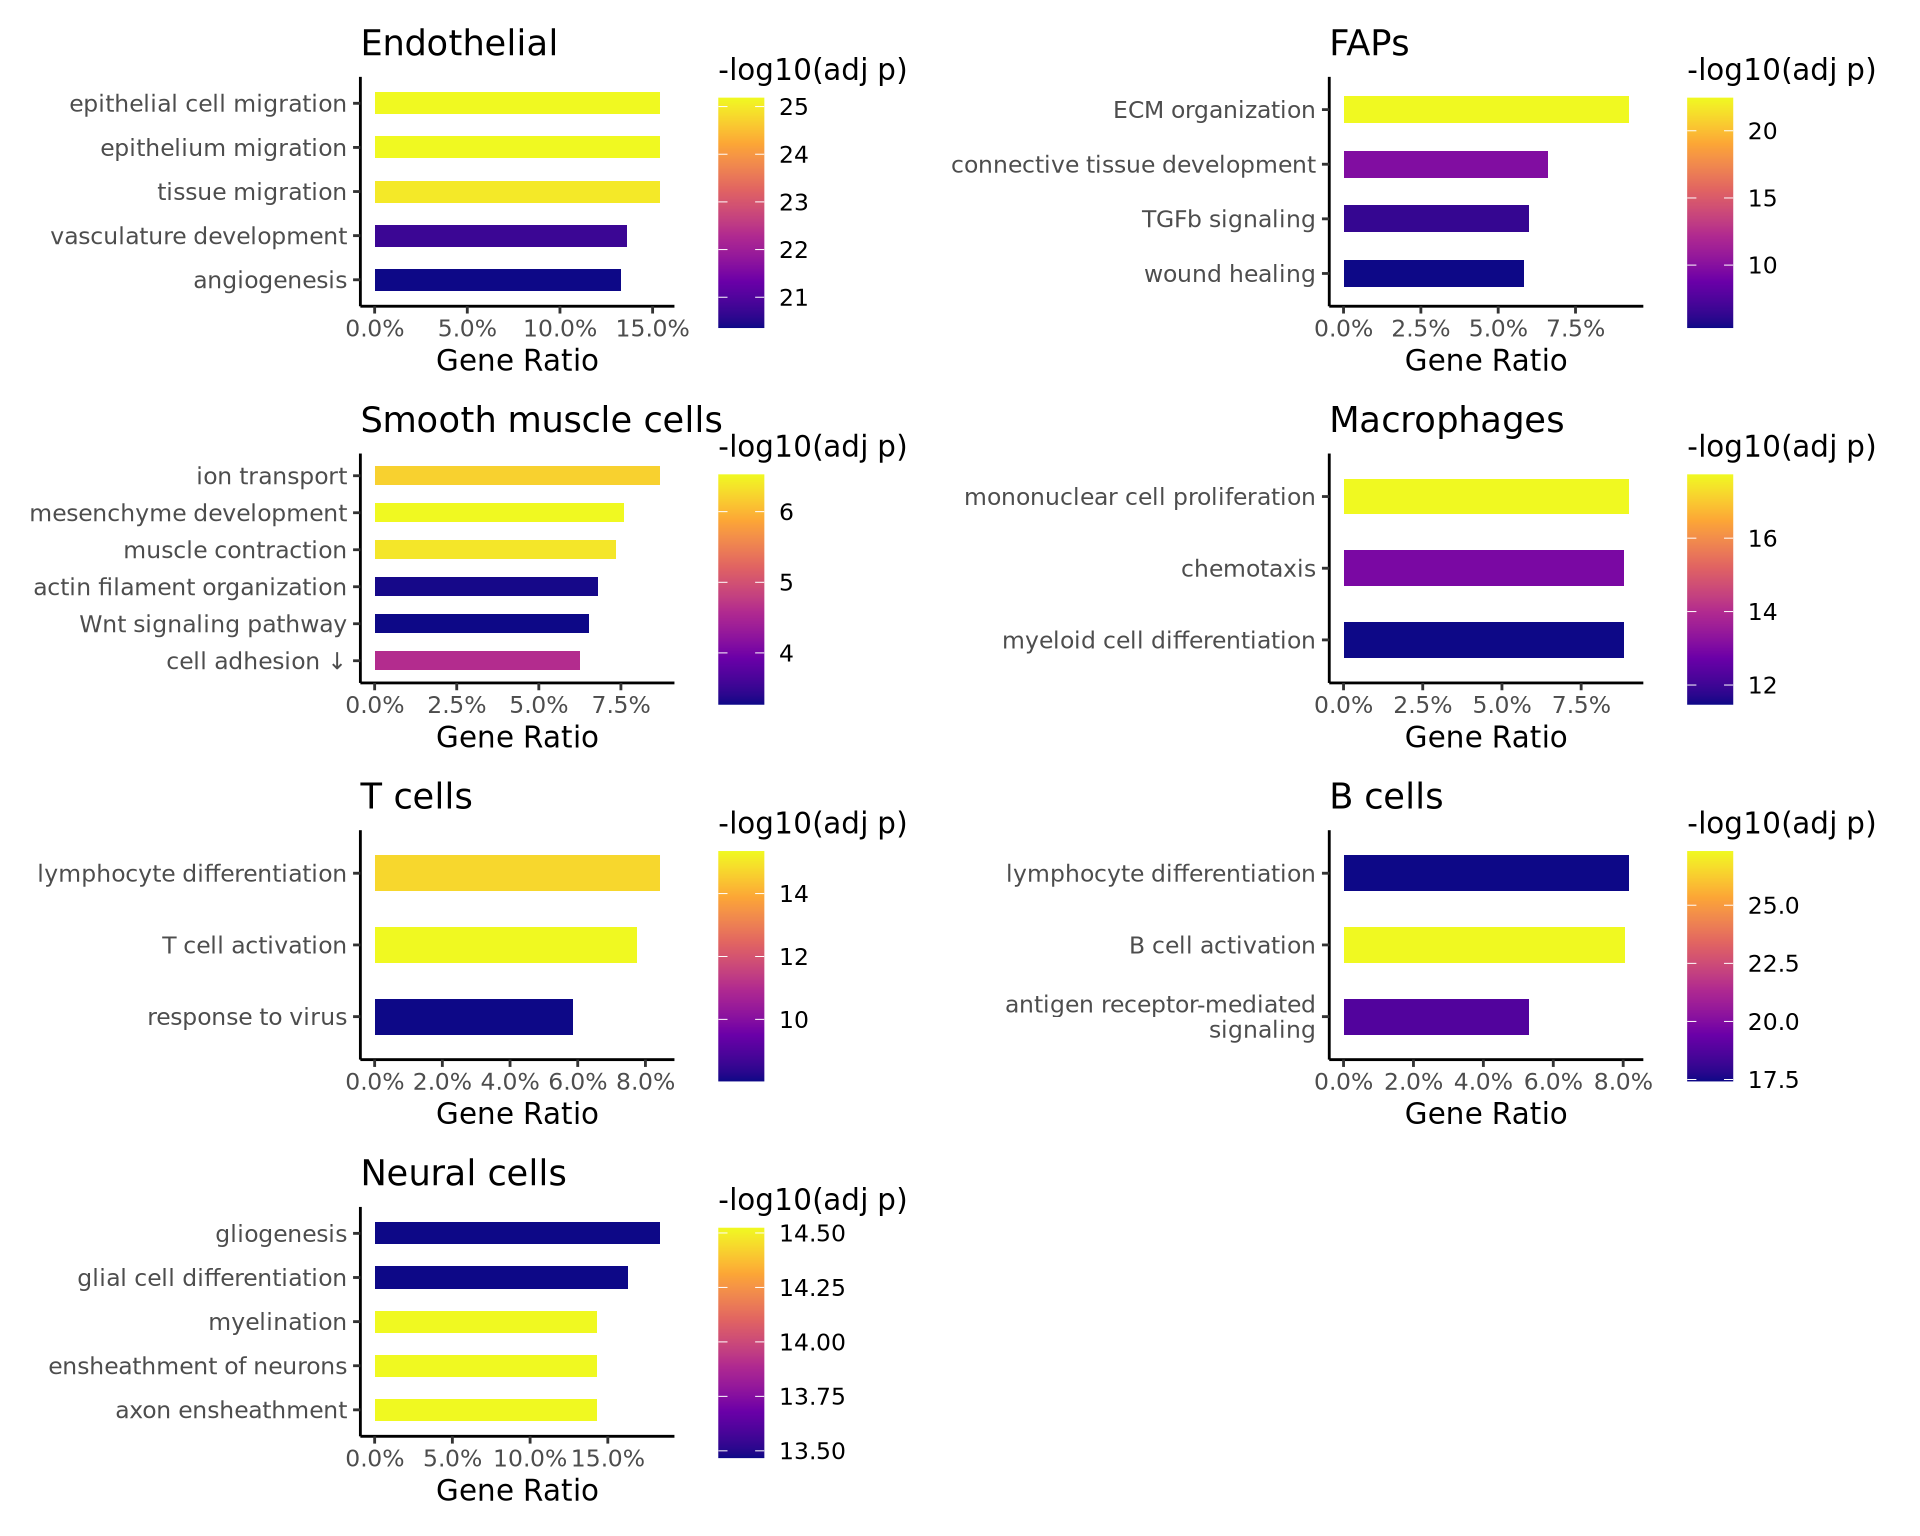 Endothelial
-log10(adj p)
epithelial cell migration
epithelium migration
tissue migration
vasculature development
angiogenesis
0.0% 5.0% 10.0% 15.0%
Gene Ratio
25
24
23
22
21
FAPs
-log10(adj p)
ECM organization
connective tissue development
TGFb signaling
wound healing
0.0% 2.5% 5.0% 7.5%
Gene Ratio
20
15
10
Smooth muscle cells
-log10(adj p)
ion transport
mesenchyme development
muscle contraction
actin filament organization
Wnt signaling pathway
cell adhesion ↓
0.0% 2.5% 5.0% 7.5%
Gene Ratio
6
5
4
Macrophages
-log10(adj p)
mononuclear cell proliferation
chemotaxis
myeloid cell differentiation
0.0% 2.5% 5.0% 7.5%
Gene Ratio
16
14
12
T cells
-log10(adj p)
lymphocyte differentiation
T cell activation
response to virus
0.0% 2.0% 4.0% 6.0% 8.0%
Gene Ratio
14
12
10
B cells
-log10(adj p)
lymphocyte differentiation
B cell activation
antigen receptor-mediated
signaling
0.0% 2.0% 4.0% 6.0% 8.0%
Gene Ratio
25.0
22.5
20.0
17.5
Neural cells
-log10(adj p)
gliogenesis
glial cell differentiation
myelination
ensheathment of neurons
axon ensheathment
0.0% 5.0% 10.0% 15.0%
Gene Ratio
14.50
14.25
14.00
13.75
13.50